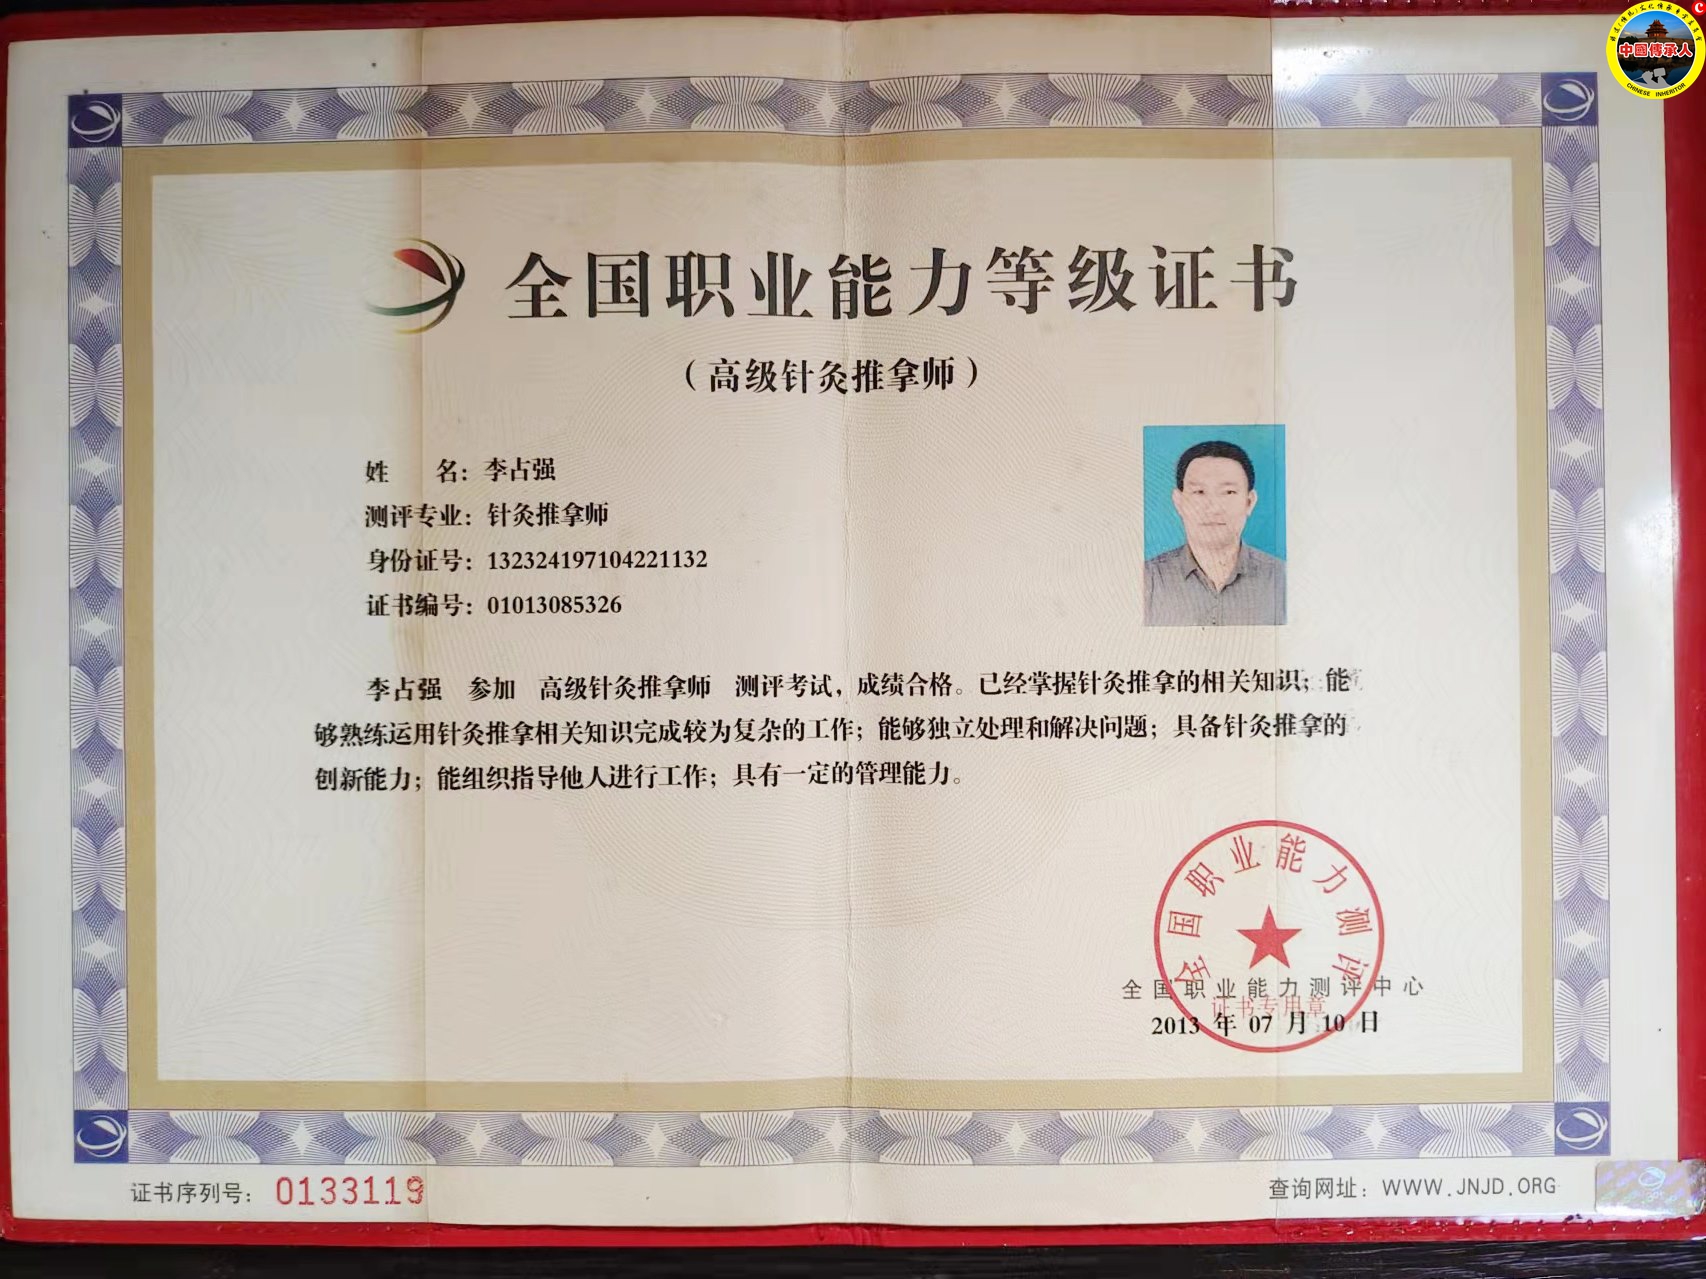 中國傳承人
CHINESE INHERITOR
全国职业能力等级证书
（高级针灸推拿师）
姓 名：李占强
测评专业：针灸推拿师
身份证号：132324197104221132
证书编号：01013085326
李占强 参加 高级针灸推拿师 测评考试，成绩合格。已经掌握针灸推拿的相关知识；能
够熟练运用针灸推拿相关知识完成较为复杂的工作；能够独立处理和解决问题；具备针灸推拿的
创新能力；能组织指导他人进行工作；具有一定的管理能力。
全国职业能力测评
全国职业能力测评中心
证书专用章
2013 年 07 月 10 日
证书序列号：0133119
查询网址：WWW.JNJD.ORG